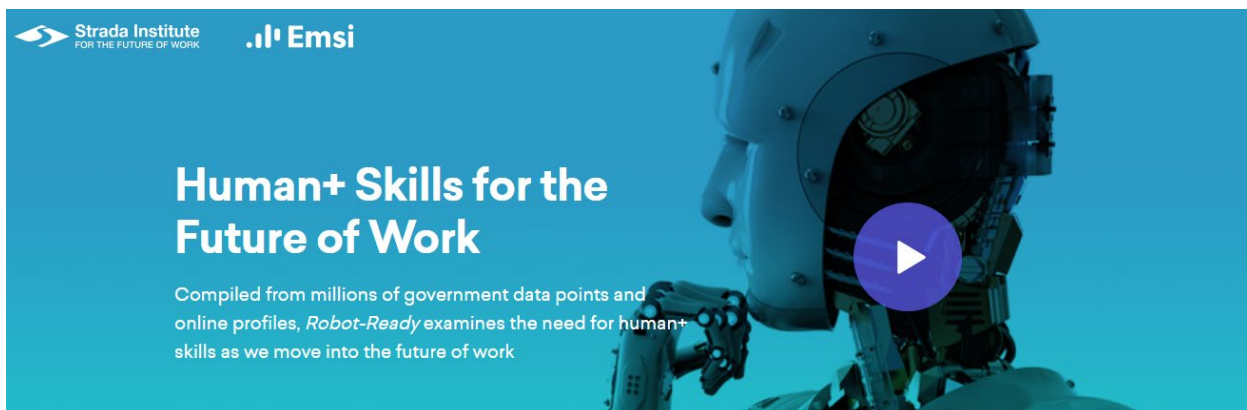 Strada Institute
FOR THE FUTURE OF WORK
Emsi
Human+ Skills for the
Future of Work
Compiled from millions of government data points and
online profiles, Robot-Ready examines the need for human+
skills as we move into the future of work